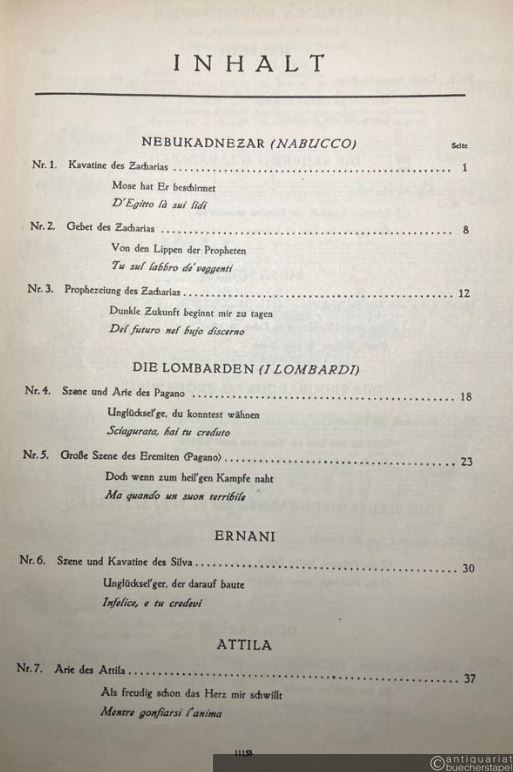 INHALT
NEBUKADNEZAR (NABUCCO)
Seite
Nr. 1. Kavatine des Zacharias 1
Mose hat Er beschirmet
D'Egitto là sui lidi
Nr. 2. Gebet des Zacharias 8
Von den Lippen der Propheten
Tu sul labbro de' veggenti
Nr. 3. Prophezeiung des Zacharias 12
Dunkle Zukunft beginnt mir zu tagen
Del futuro nel bujo discerno
DIE LOMBARDEN (I LOMBARDI)
Nr. 4. Szene und Arie des Pagano 18
Unglücksel'ge, du konntest wähnen
Sciagurata, hai tu creduto
Nr. 5. Große Szene des Eremiten (Pagano) 23
Doch wenn zum heil'gen Kampfe naht
Ma quando un suon terribile
ERNANI
Nr. 6. Szene und Kavatine des Silva 30
Unglücksel'ger, der darauf baute
Infelice, e tu credevi
ATTILA
Nr. 7. Arie des Attila 37
Als freudig schon das Herz mir schwillt
Mentre gonfiarsi l'anima
11153
© antiquariat
buecherstapel